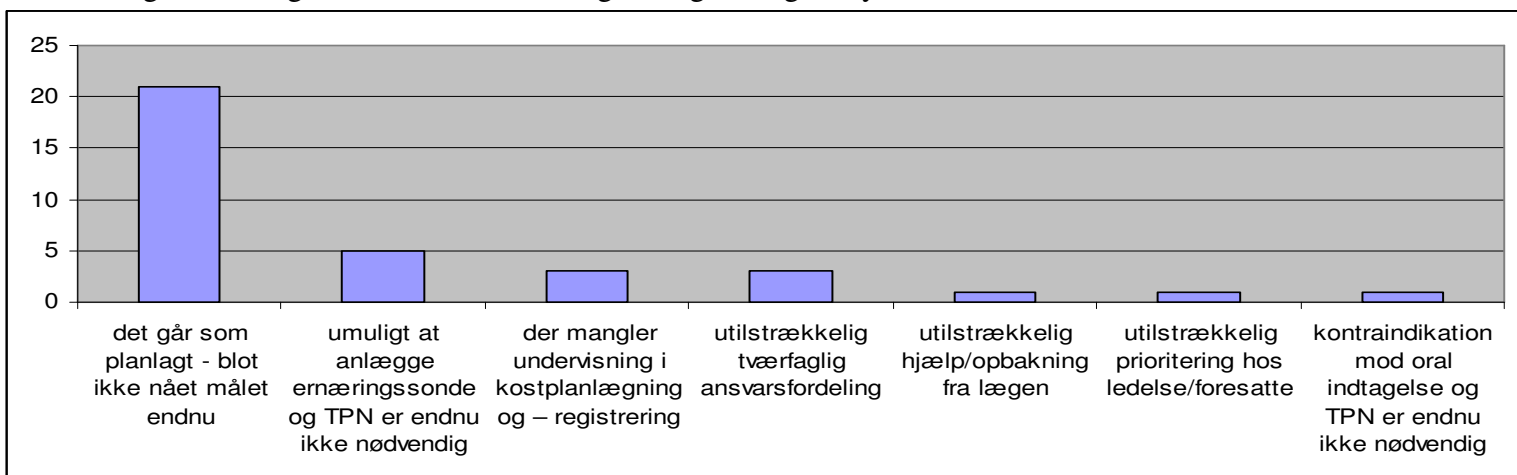 25
20
15
10
5
0
det går som
planlagt - blot
ikke nået målet
endnu
umuligt at
anlægge
ernæringssonde
og TPN er endnu
ikke nødvendig
der mangler
undervisning i
kostplanlægning
og – registrering
utilstrækkelig
tværfaglig
ansvarsfordeling
utilstrækkelig
hjælp/opbakning
fra lægen
utilstrækkelig
prioritering hos
ledelse/foresatte
kontraindikation
mod oral
indtagelse og
TPN er endnu
ikke nødvendig